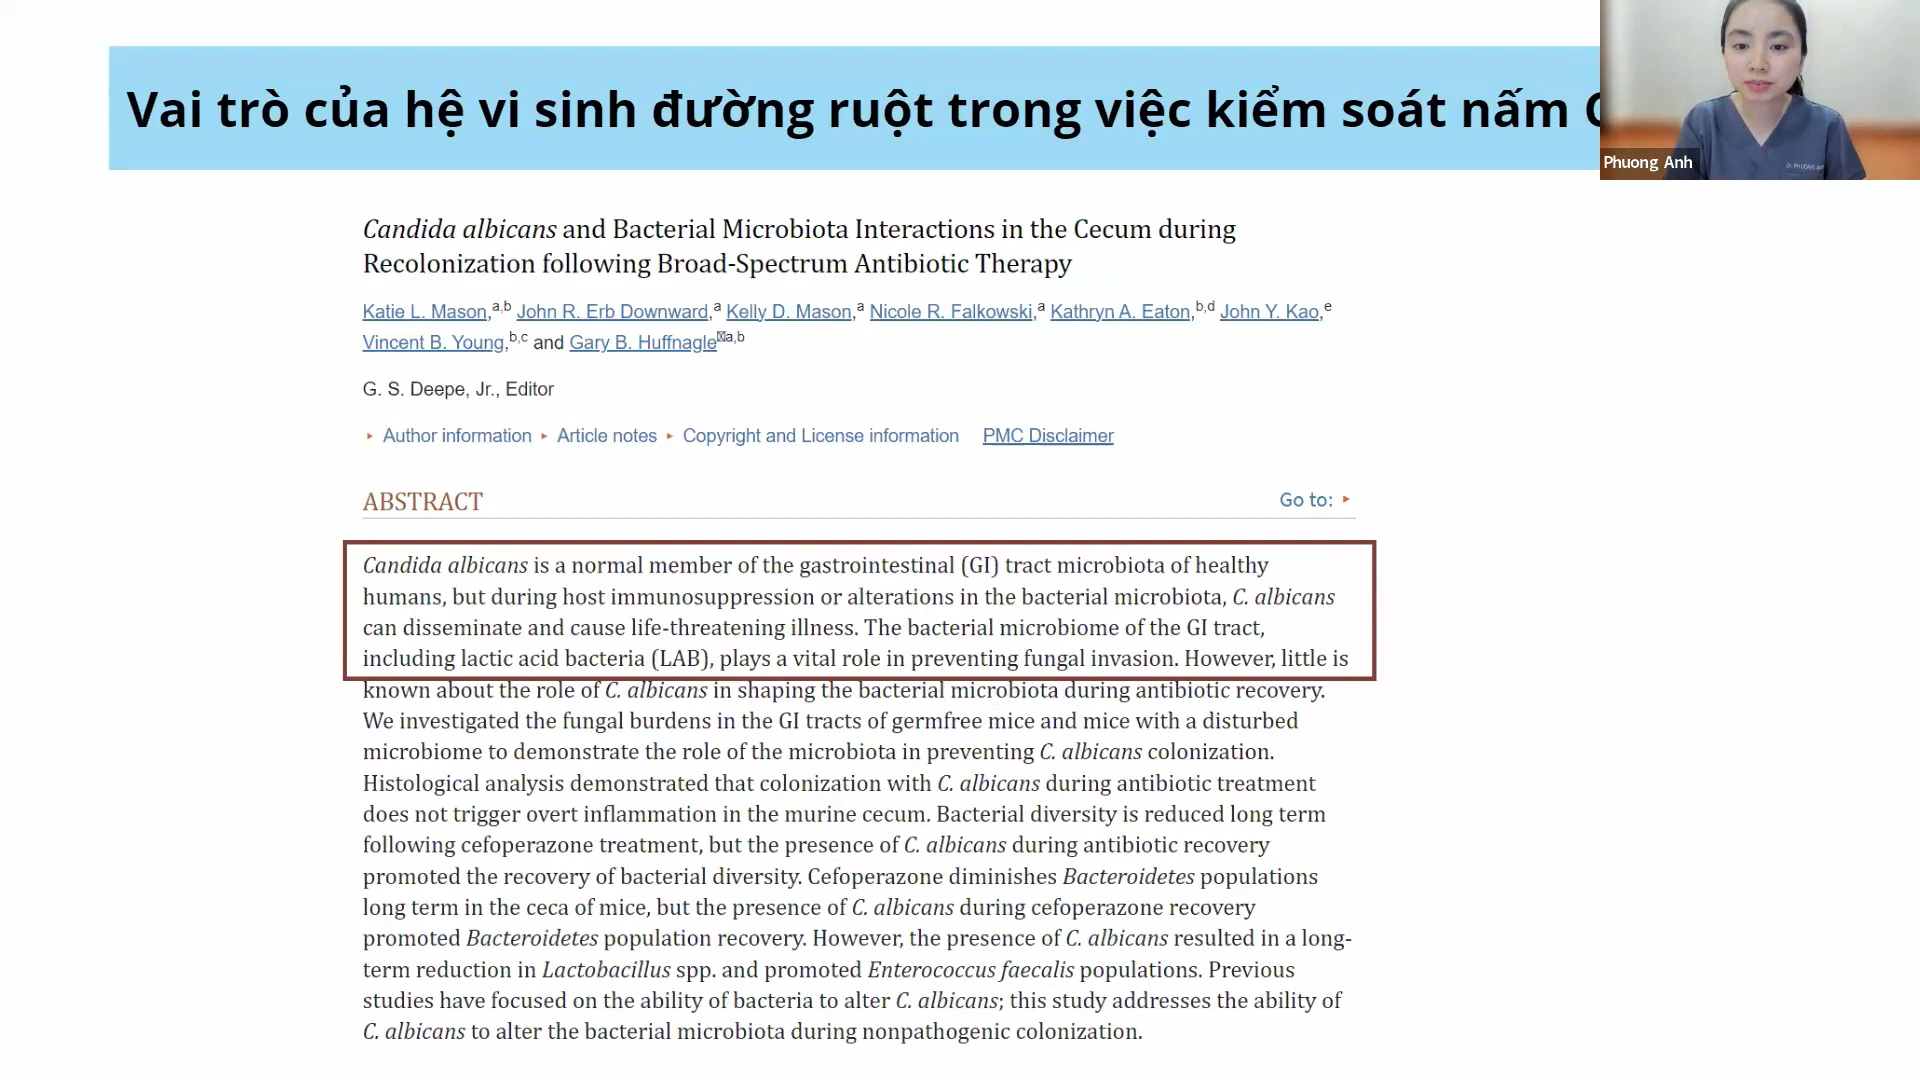 Vai trò của hệ vi sinh đường ruột trong việc kiểm soát nấm
Phuong Anh
Candida albicans and Bacterial Microbiota Interactions in the Cecum during
Recolonization following Broad-Spectrum Antibiotic Therapy
Katie L. Mason,a,b John R. Erb Downward,a Kelly D. Mason,a Nicole R. Falkowski,a Kathryn A. Eaton,b,d John Y. Kao,e
Vincent B. Young,b,c and Gary B. Huffnaglea,b
G. S. Deepe, Jr., Editor
▸ Author information ▸ Article notes ▸ Copyright and License information PMC Disclaimer
ABSTRACT Go to: ▸
Candida albicans is a normal member of the gastrointestinal (GI) tract microbiota of healthy
humans, but during host immunosuppression or alterations in the bacterial microbiota, C. albicans
can disseminate and cause life-threatening illness. The bacterial microbiome of the GI tract,
including lactic acid bacteria (LAB), plays a vital role in preventing fungal invasion. However, little is
known about the role of C. albicans in shaping the bacterial microbiota during antibiotic recovery.
We investigated the fungal burdens in the GI tracts of germfree mice and mice with a disturbed
microbiome to demonstrate the role of the microbiota in preventing C. albicans colonization.
Histological analysis demonstrated that colonization with C. albicans during antibiotic treatment
does not trigger overt inflammation in the murine cecum. Bacterial diversity is reduced long term
following cefoperazone treatment, but the presence of C. albicans during antibiotic recovery
promoted the recovery of bacterial diversity. Cefoperazone diminishes Bacteroidetes populations
long term in the ceca of mice, but the presence of C. albicans during cefoperazone recovery
promoted Bacteroidetes population recovery. However, the presence of C. albicans resulted in a long-
term reduction in Lactobacillus spp. and promoted Enterococcus faecalis populations. Previous
studies have focused on the ability of bacteria to alter C. albicans; this study addresses the ability of
C. albicans to alter the bacterial microbiota during nonpathogenic colonization.